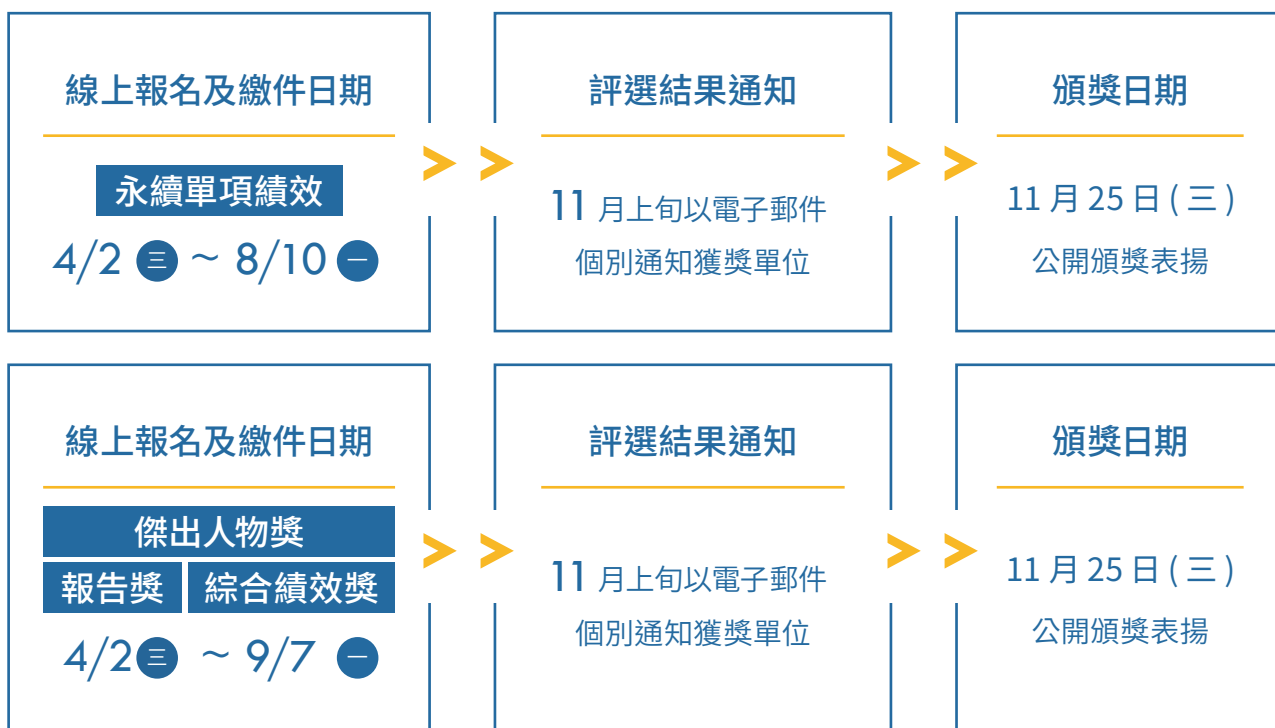 線上報名及繳件日期
永續單項績效
4/2 三 ~ 8/10 一
評選結果通知
11 月上旬以電子郵件
個別通知獲獎單位
頒獎日期
11 月 25 日 ( 三 )
公開頒獎表揚
線上報名及繳件日期
傑出人物獎
報告獎 綜合績效獎
4/2 三 ~ 9/7 一
評選結果通知
11 月上旬以電子郵件
個別通知獲獎單位
頒獎日期
11 月 25 日 ( 三 )
公開頒獎表揚